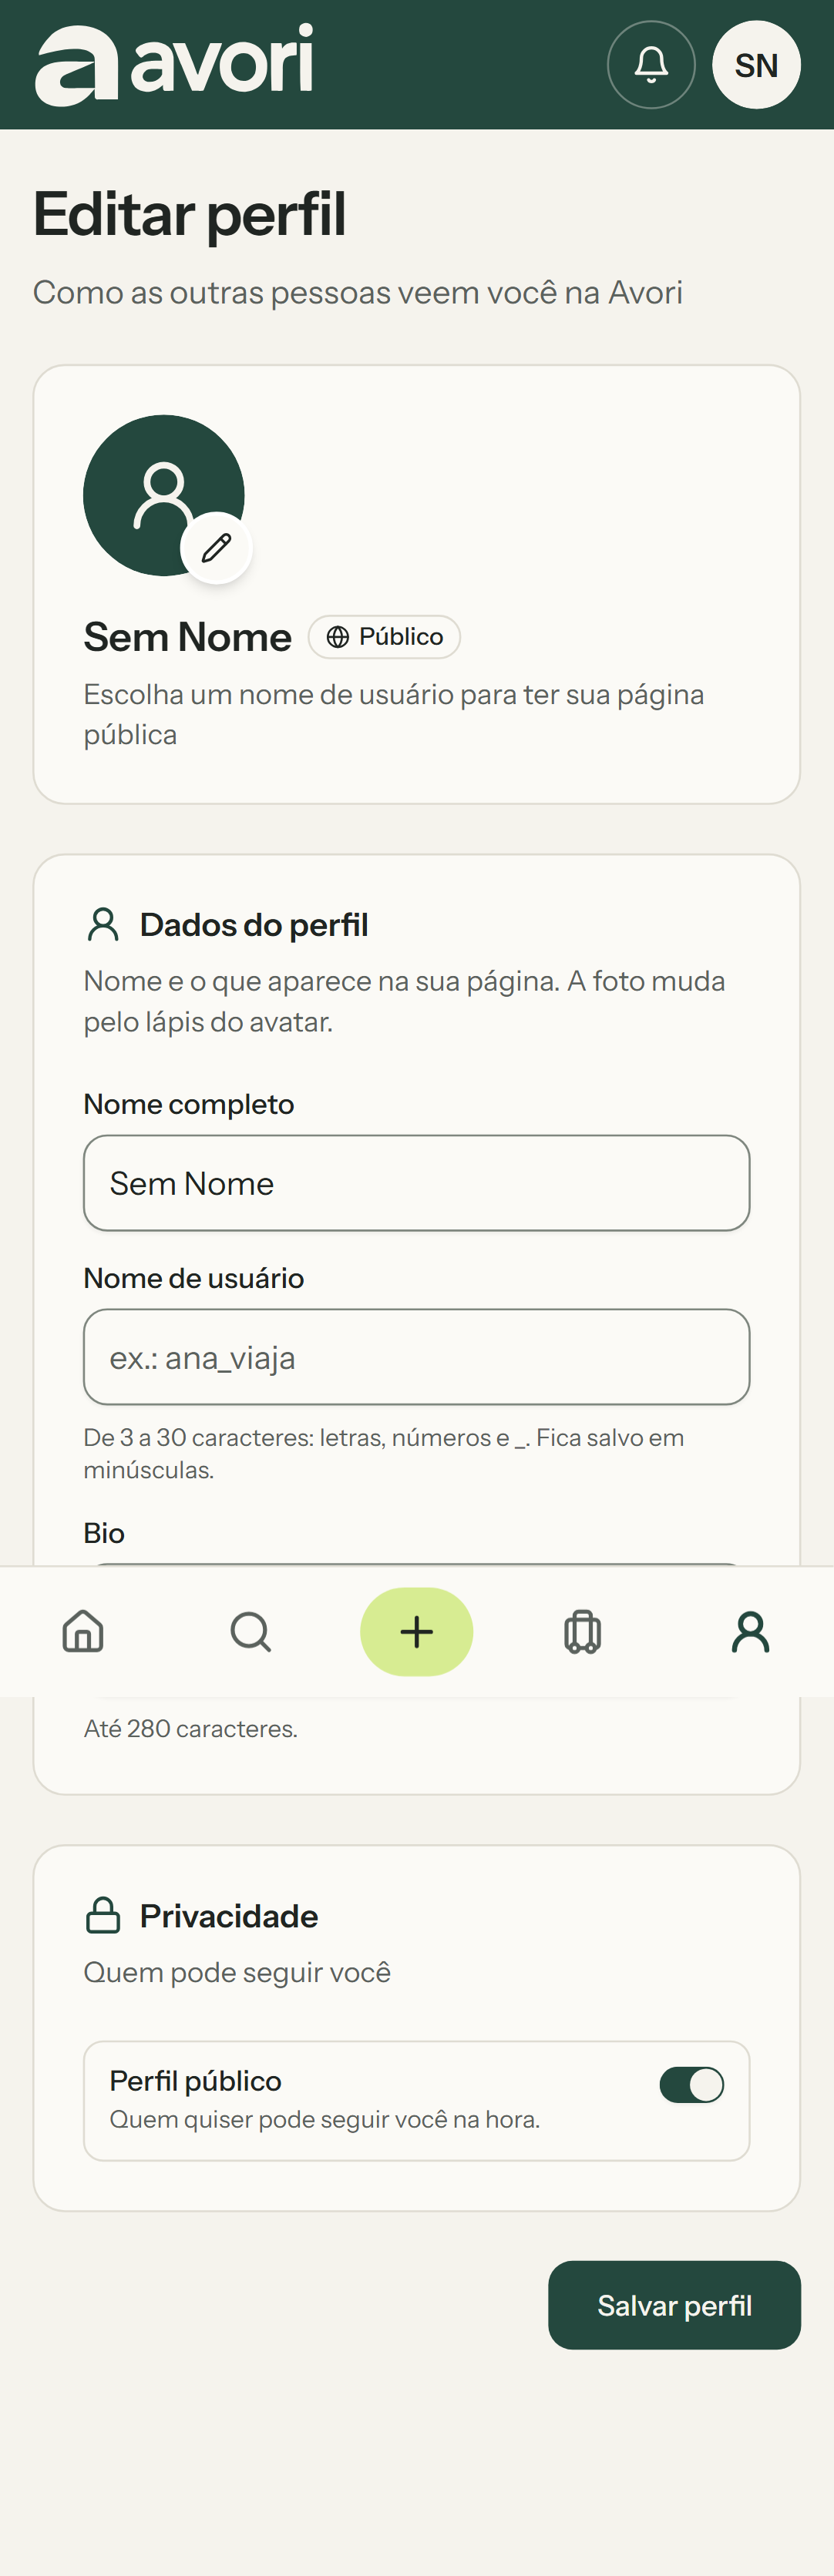 a avori
SN
Editar perfil
Como as outras pessoas veem você na Avori
Sem Nome
Público
Escolha um nome de usuário para ter sua página
pública
Dados do perfil
Nome e o que aparece na sua página. A foto muda
pelo lápis do avatar.
Nome completo
Sem Nome
Nome de usuário
ex.: ana_viaja
De 3 a 30 caracteres: letras, números e _. Fica salvo em
minúsculas.
Bio
Até 280 caracteres.
Privacidade
Quem pode seguir você
Perfil público
Quem quiser pode seguir você na hora.
Salvar perfil